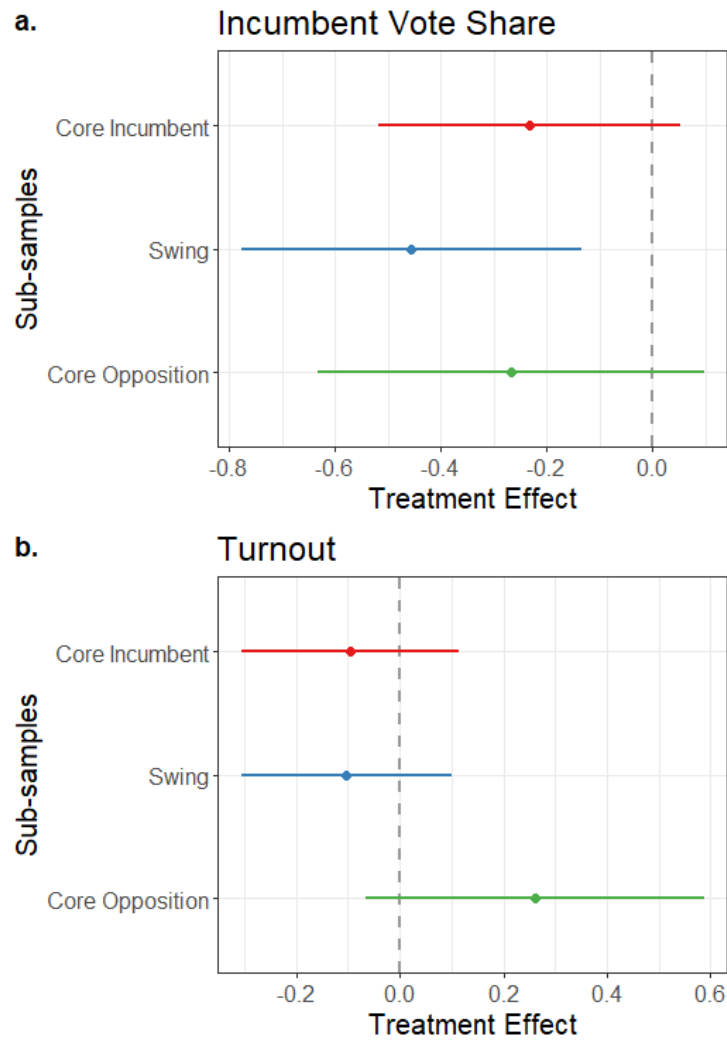 a.
Incumbent Vote Share
Sub-samples
Core Incumbent
Swing
Core Opposition
-0.8 -0.6 -0.4 -0.2 0.0
Treatment Effect
b.
Turnout
Sub-samples
Core Incumbent
Swing
Core Opposition
-0.2 0.0 0.2 0.4 0.6
Treatment Effect